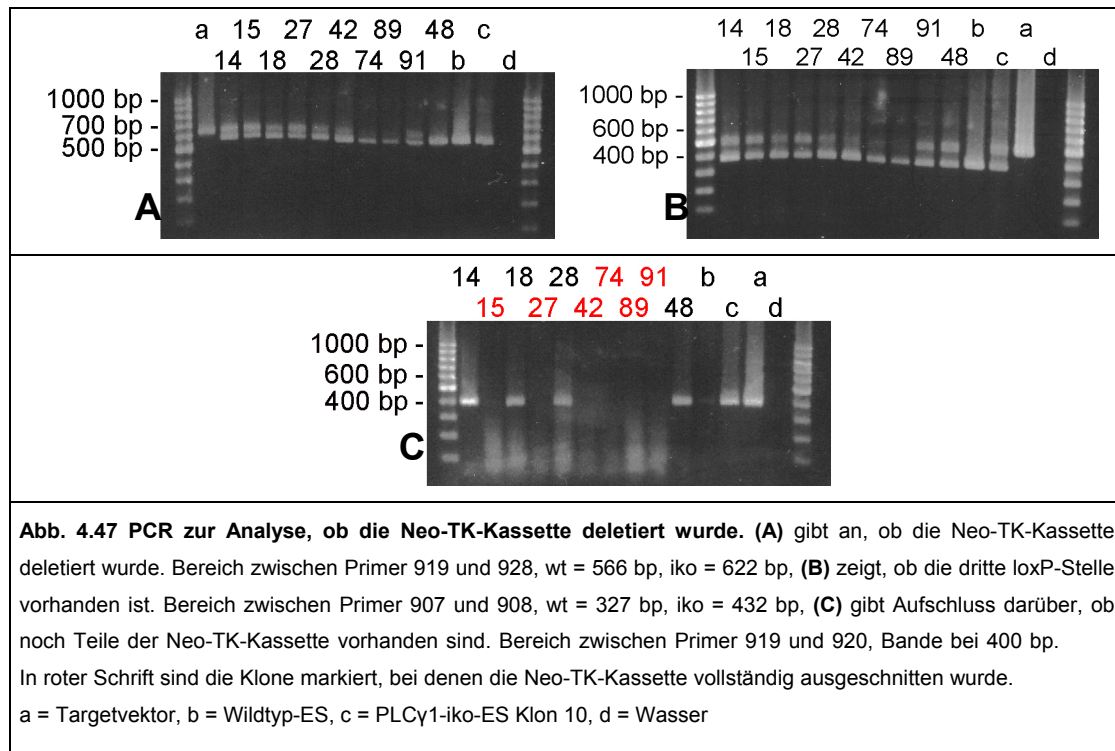 a 15 27 42 89 48 c
14 18 28 74 91 b d
1000 bp -
700 bp -
500 bp -
A
14 18 28 74 91 b a
15 27 42 89 48 c d
1000 bp -
600 bp -
400 bp -
B
14 18 28 74 91 b a
15 27 42 89 48 c d
1000 bp -
600 bp -
400 bp -
C
Abb. 4.47 PCR zur Analyse, ob die Neo-TK-Kassette deletiert wurde. (A) gibt an, ob die Neo-TK-Kassette
deletiert wurde. Bereich zwischen Primer 919 und 928, wt = 566 bp, iko = 622 bp, (B) zeigt, ob die dritte loxP-Stelle
vorhanden ist. Bereich zwischen Primer 907 und 908, wt = 327 bp, iko = 432 bp, (C) gibt Aufschluss darüber, ob
noch Teile der Neo-TK-Kassette vorhanden sind. Bereich zwischen Primer 919 und 920, Bande bei 400 bp.
In roter Schrift sind die Klone markiert, bei denen die Neo-TK-Kassette vollständig ausgeschnitten wurde.
a = Targetvektor, b = Wildtyp-ES, c = PLCγ1-iko-ES Klon 10, d = Wasser